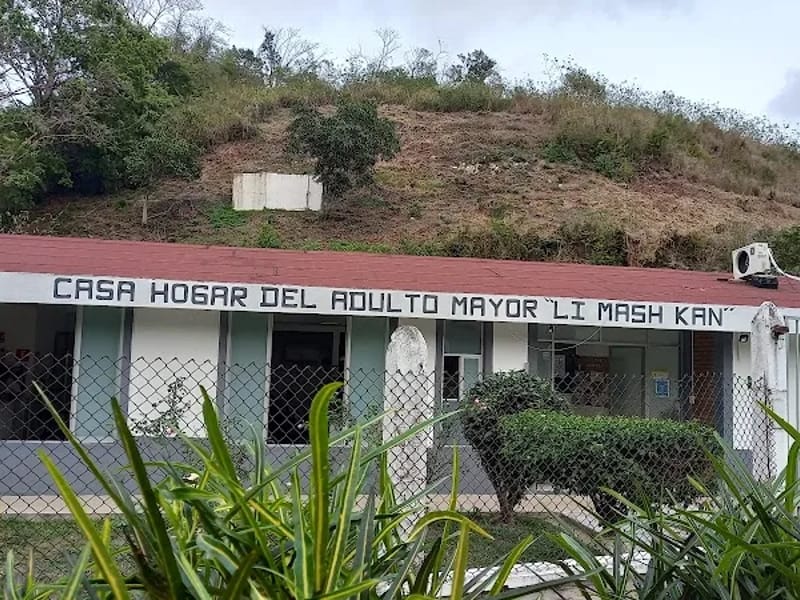 CASA HOGAR DEL ADULTO MAYOR "LI MASH KAN"